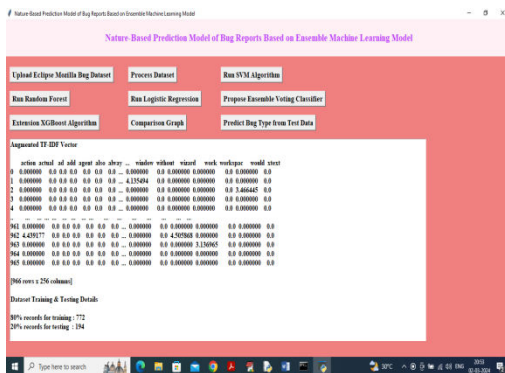 Nature-Based Prediction Model of Bug Reports Based on Ensemble Machine Learning Model
Nature-Based Prediction Model of Bug Reports Based on Ensemble Machine Learning Model
Upload Eclipse Mozilla Bug Dataset
Process Dataset
Run SVM Algorithm
Run Random Forest
Run Logistic Regression
Propose Ensemble Voting Classifier
Extension XGBoost Algorithm
Comparison Graph
Predict Bug Type from Test Data
Augmented TF-IDF Vector
action actual ad add agent also alway ... window without wizard work workspac would xtext
0 0.000000 0.0 0.0 0.0 0.0 0.0 0.0 ... 0.000000 0.0 0.000000 0.000000 0.0 0.000000 0.0
1 0.000000 0.0 0.0 0.0 0.0 0.0 0.0 ... 4.135494 0.0 0.000000 0.000000 0.0 0.000000 0.0
2 0.000000 0.0 0.0 0.0 0.0 0.0 0.0 ... 0.000000 0.0 0.000000 0.000000 0.0 3.466445 0.0
3 0.000000 0.0 0.0 0.0 0.0 0.0 0.0 ... 0.000000 0.0 0.000000 0.000000 0.0 0.000000 0.0
4 0.000000 0.0 0.0 0.0 0.0 0.0 0.0 ... 0.000000 0.0 0.000000 0.000000 0.0 0.000000 0.0
.. ... ... ... ... ... ... ... ... ... ... ... ... ... ... ...
961 0.000000 0.0 0.0 0.0 0.0 0.0 0.0 ... 0.000000 0.0 0.000000 0.000000 0.0 0.000000 0.0
962 4.439177 0.0 0.0 0.0 0.0 0.0 0.0 ... 0.000000 0.0 4.505868 0.000000 0.0 0.000000 0.0
963 0.000000 0.0 0.0 0.0 0.0 0.0 0.0 ... 0.000000 0.0 0.000000 3.136965 0.0 0.000000 0.0
964 0.000000 0.0 0.0 0.0 0.0 0.0 0.0 ... 0.000000 0.0 0.000000 0.000000 0.0 0.000000 0.0
965 0.000000 0.0 0.0 0.0 0.0 0.0 0.0 ... 0.000000 0.0 0.000000 0.000000 0.0 0.000000 0.0
[966 rows x 256 columns]
Dataset Training & Testing Details
80% records for training : 772
20% records for testing : 194
Type here to search
30°C
ENG
20:53
02-03-2024